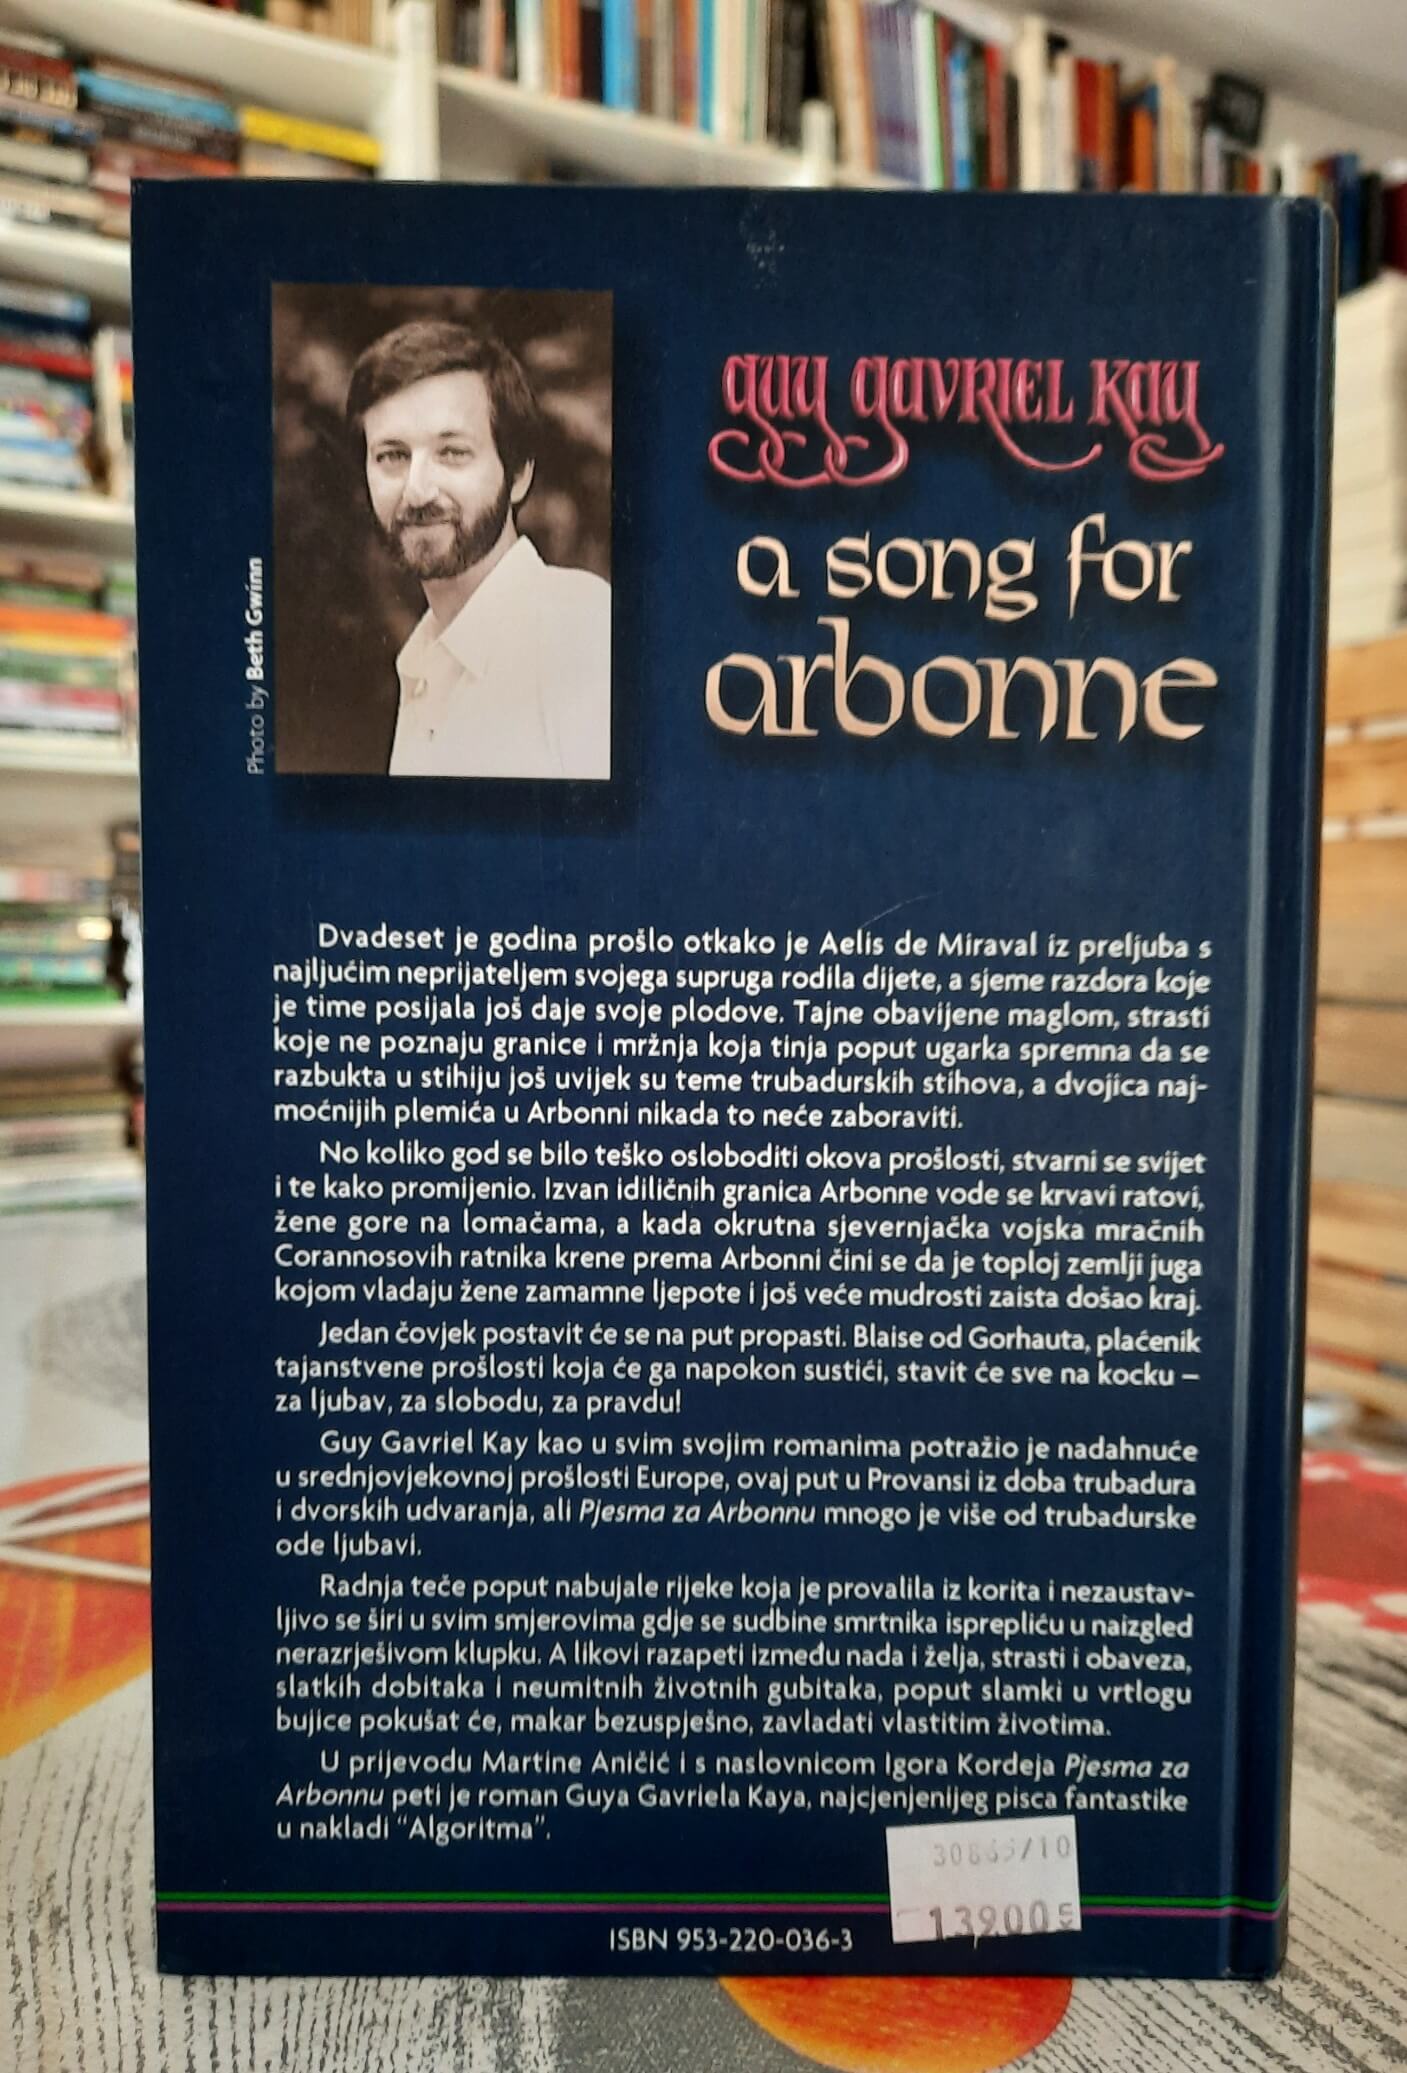 Photo by Beth Gwinn
guy gavriel kay
a song for
arbonne
Dvadeset je godina prošlo otkako je Aelis de Miraval iz preljuba s
najljućim neprijateljem svojega supruga rodila dijete, a sjeme razdora koje
je time posijala još daje svoje plodove. Tajne obavijene maglom, strasti
koje ne poznaju granice i mržnja koja tinja poput ugarka spremna da se
razbukta u stihiju još uvijek su teme trubadurskih stihova, a dvojica naj-
moćnijih plemića u Arbonni nikada to neće zaboraviti.
No koliko god se bilo teško osloboditi okova prošlosti, stvarni se svijet
i te kako promijenio. Izvan idiličnih granica Arbonne vode se krvavi ratovi,
žene gore na lomačama, a kada okrutna sjevernjačka vojska mračnih
Corannosovih ratnika krene prema Arbonni čini se da je toploj zemlji juga
kojom vladaju žene zamamne ljepote i još veće mudrosti zaista došao kraj.
Jedan čovjek postavit će se na put propasti. Blaise od Gorhauta, plaćenik
tajanstvene prošlosti koja će ga napokon sustići, stavit će sve na kocku –
za ljubav, za slobodu, za pravdu!
Guy Gavriel Kay kao u svim svojim romanima potražio je nadahnuće
u srednjovjekovnoj prošlosti Europe, ovaj put u Provansi iz doba trubadura
i dvorskih udvaranja, ali Pjesma za Arbonnu mnogo je više od trubadurske
ode ljubavi.
Radnja teče poput nabujale rijeke koja je provalila iz korita i nezaustav-
ljivo se širi u svim smjerovima gdje se sudbine smrtnika isprepliću u naizgled
nerazrješivom klupku. A likovi razapeti između nada i želja, strasti i obaveza,
slatkih dobitaka i neumitnih životnih gubitaka, poput slamki u vrtlogu
bujice pokušat će, makar bezuspješno, zavladati vlastitim životima.
U prijevodu Martine Aničić i s naslovnicom Igora Kordeja Pjesma za
Arbonnu peti je roman Guya Gavriela Kaya, najcjenjenijeg pisca fantastike
u nakladi “Algoritma”.
139.00
ISBN 953-220-036-3